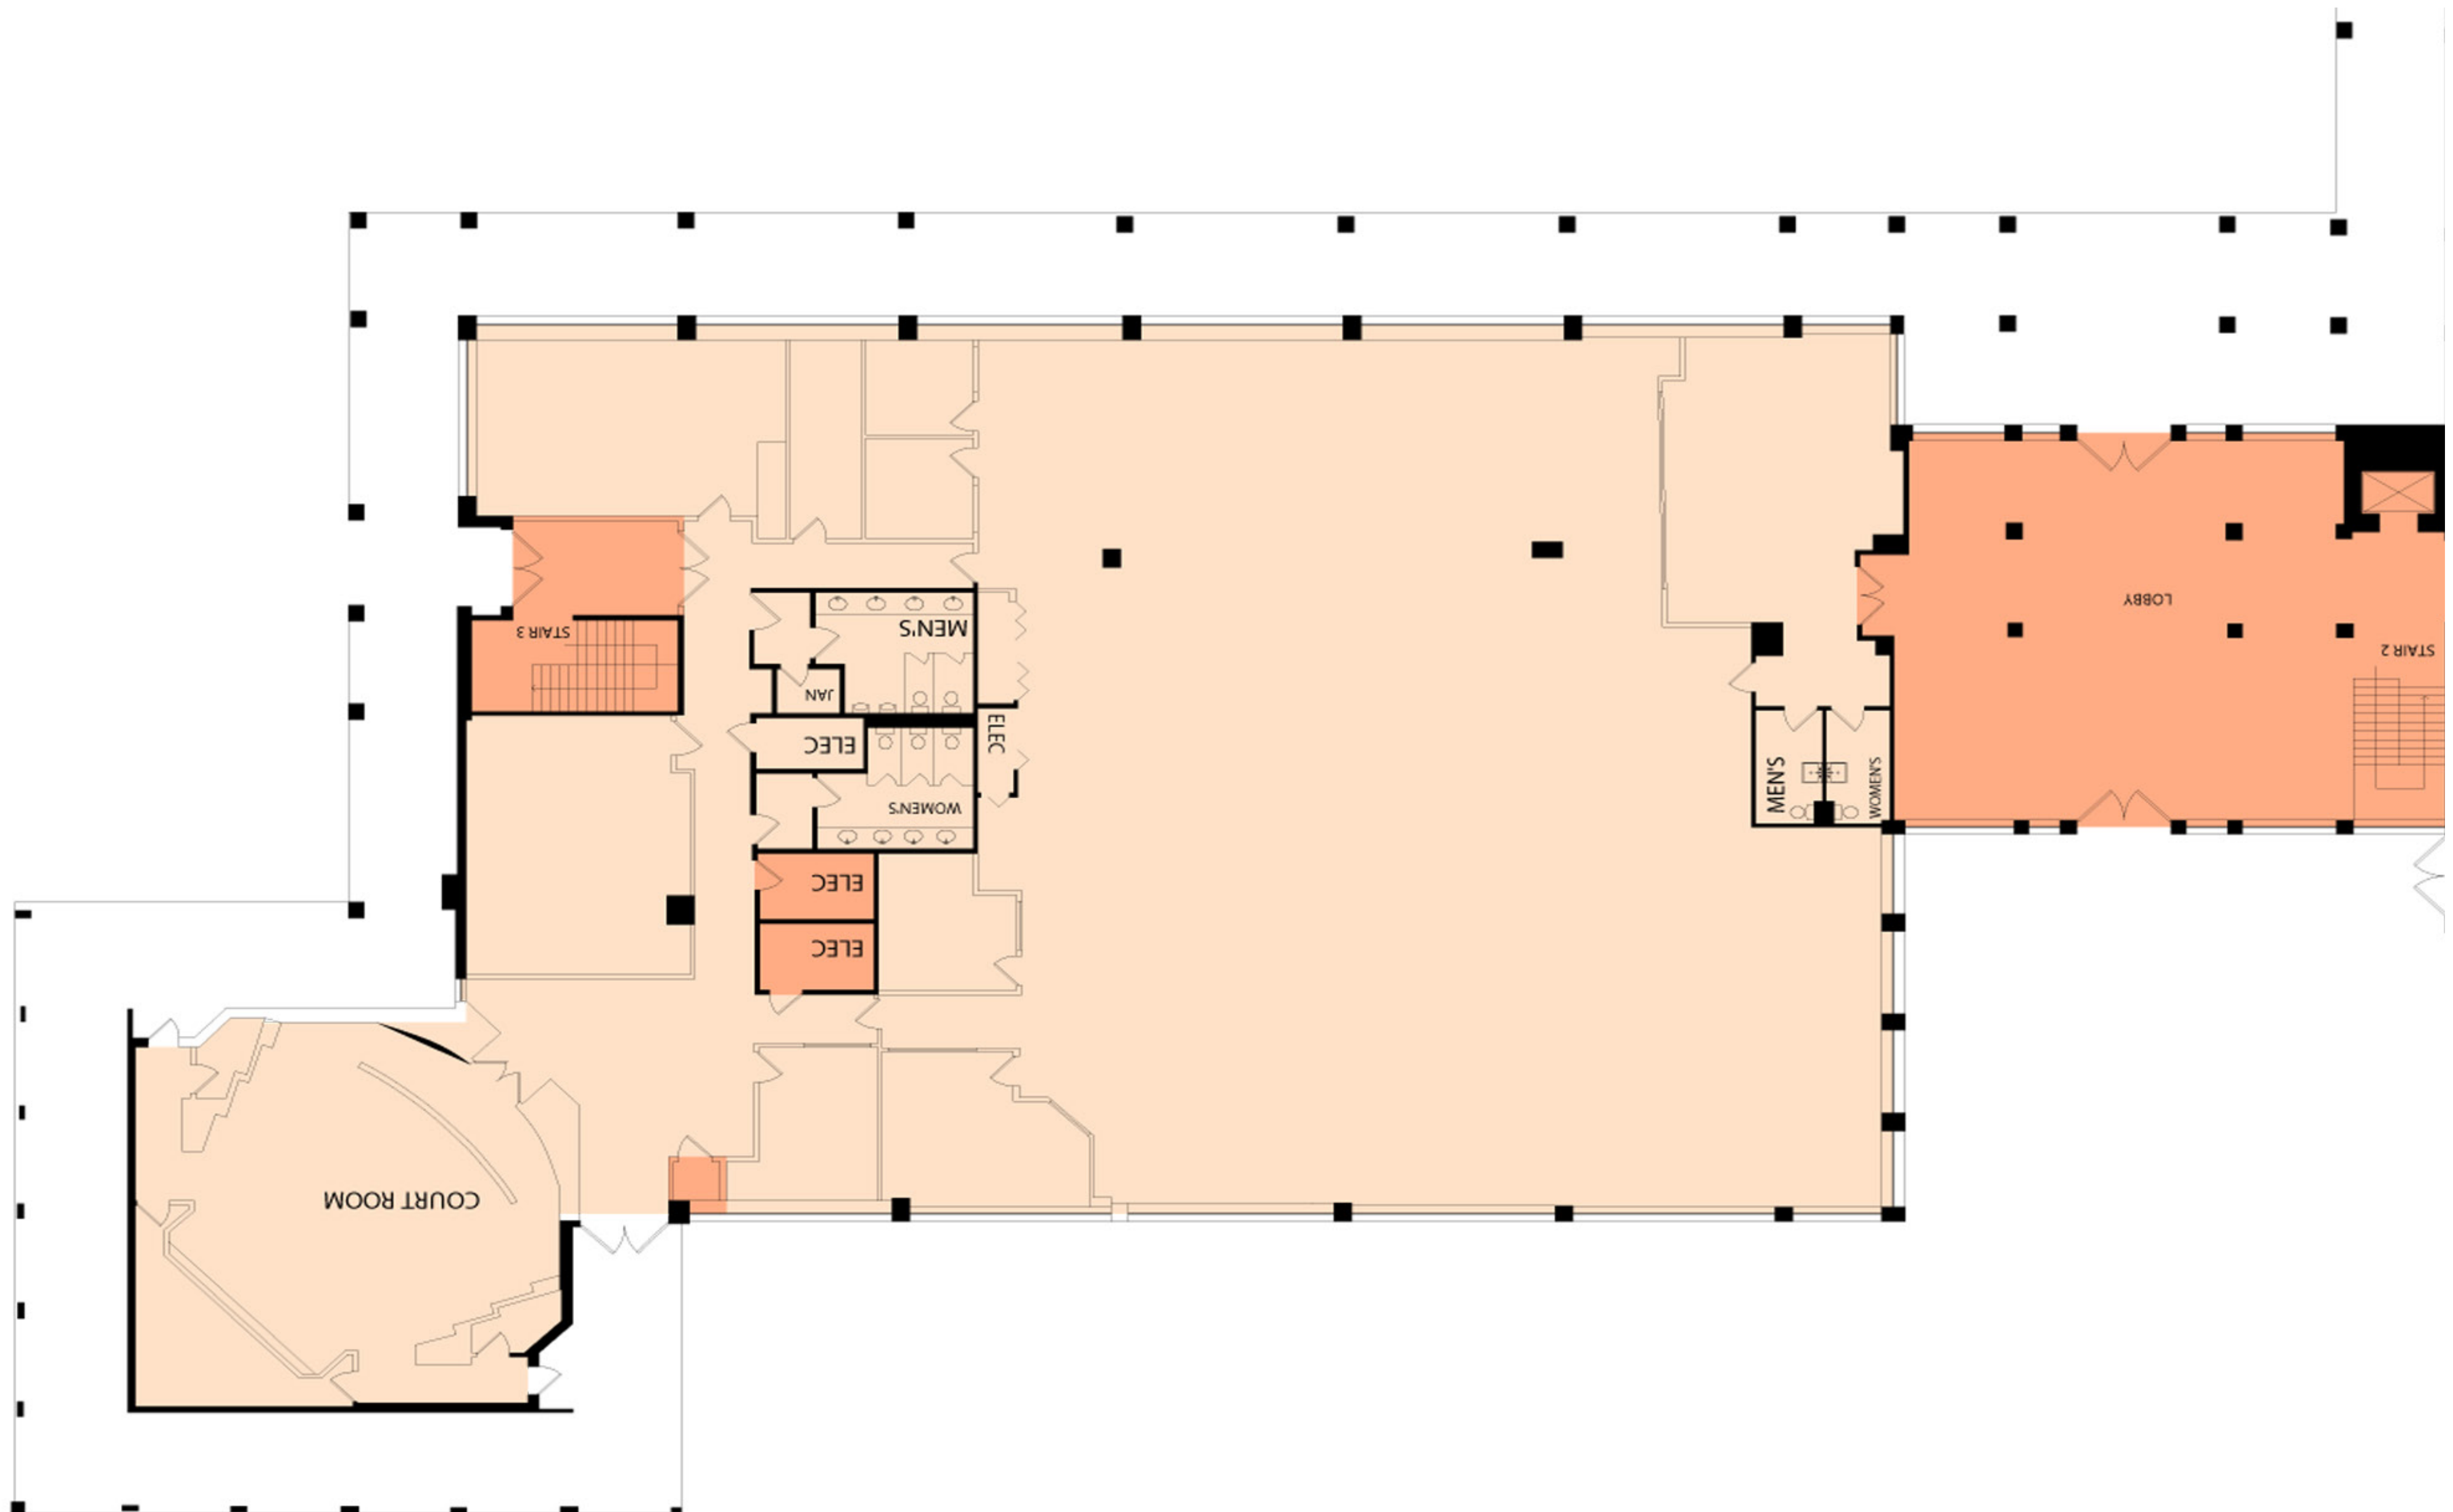 STAIR 3
MEN'S
JAN
ELEC
ELEC
WOMEN'S
ELEC
ELEC
COURT ROOM
MEN'S
WOMEN'S
LOBBY
STAIR 2